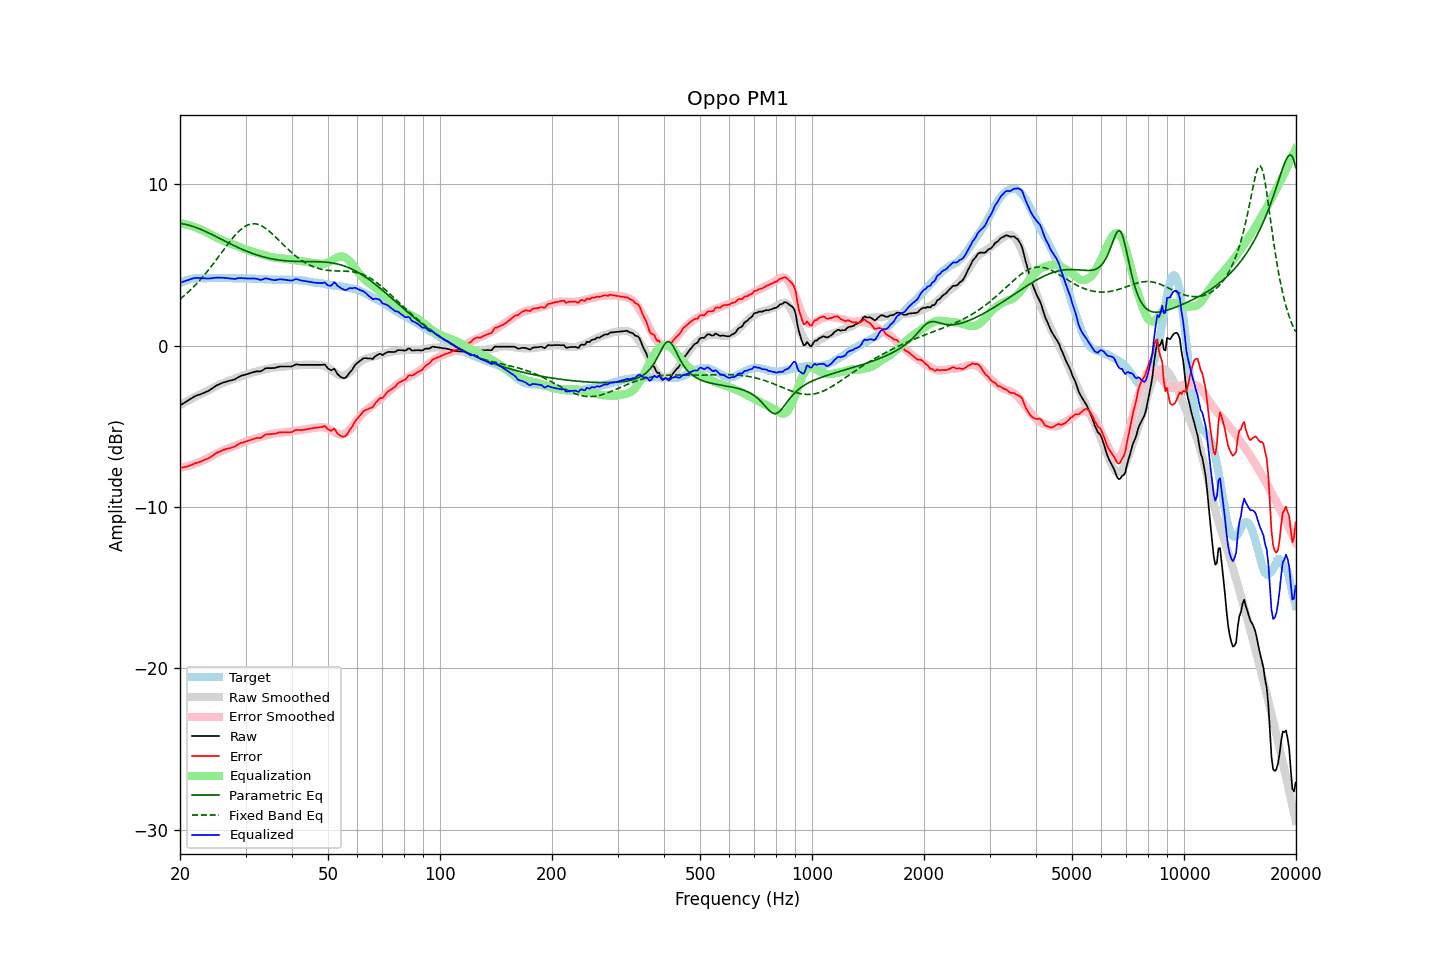 Oppo PM1
Amplitude (dBr)
10
0
−10
−20
−30
Target
Raw Smoothed
Error Smoothed
Raw
Error
Equalization
Parametric Eq
Fixed Band Eq
Equalized
20 50 100 200 500 1000 2000 5000 10000 20000
Frequency (Hz)